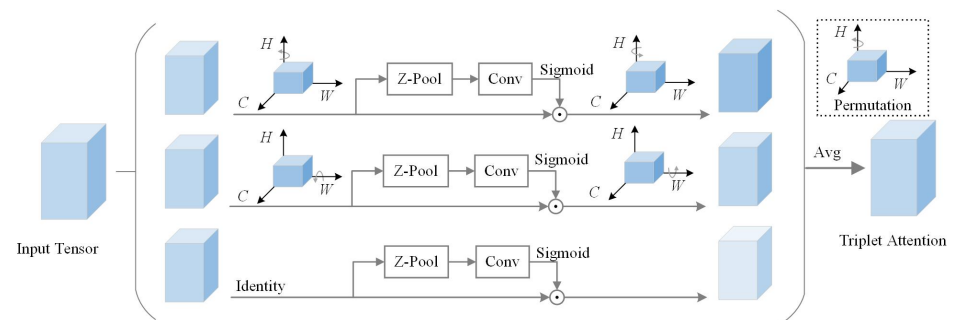 H
C
W
Z-Pool
Conv
Sigmoid
H
C
W
H
C
W
Permutation
Input Tensor
H
C
W
Z-Pool
Conv
Sigmoid
H
C
W
Avg
Triplet Attention
Identity
Z-Pool
Conv
Sigmoid